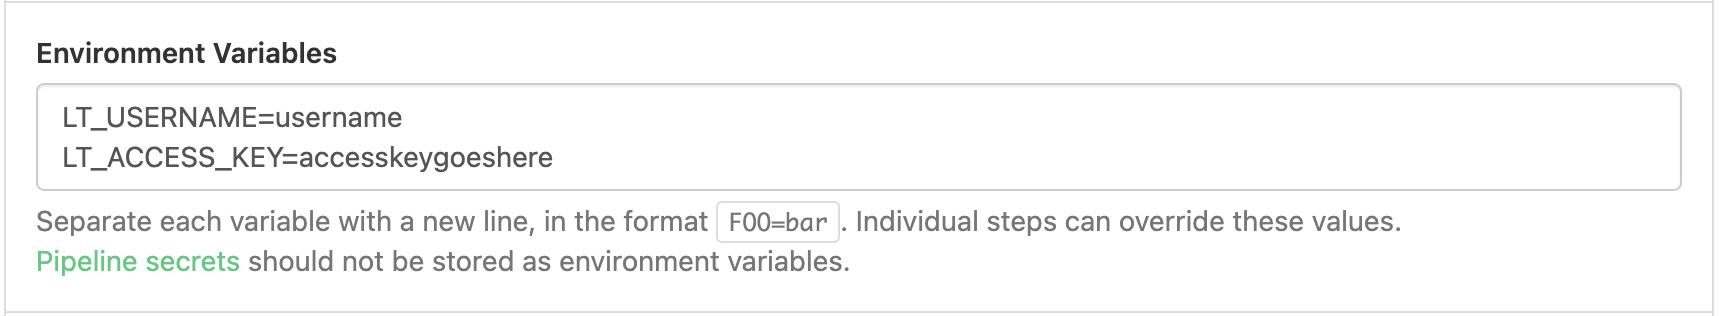 Environment Variables
LT_USERNAME=username
LT_ACCESS_KEY=accesskeygoeshere
Separate each variable with a new line, in the format FOO=bar. Individual steps can override these values.
Pipeline secrets should not be stored as environment variables.